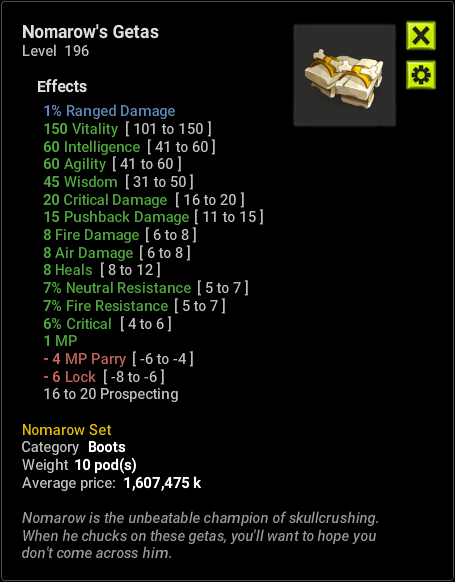 Nomarow's Getas
Level 196
Effects
1% Ranged Damage
150 Vitality [ 101 to 150 ]
60 Intelligence [ 41 to 60 ]
60 Agility [ 41 to 60 ]
45 Wisdom [ 31 to 50 ]
20 Critical Damage [ 16 to 20 ]
15 Pushback Damage [ 11 to 15 ]
8 Fire Damage [ 6 to 8 ]
8 Air Damage [ 6 to 8 ]
8 Heals [ 8 to 12 ]
7% Neutral Resistance [ 5 to 7 ]
7% Fire Resistance [ 5 to 7 ]
6% Critical [ 4 to 6 ]
1 MP
- 4 MP Parry [ -6 to -4 ]
- 6 Lock [ -8 to -6 ]
16 to 20 Prospecting
Nomarow Set
Category Boots
Weight 10 pod(s)
Average price: 1,607,475 k
Nomarow is the unbeatable champion of skullcrushing.
When he chucks on these getas, you'll want to hope you
don't come across him.